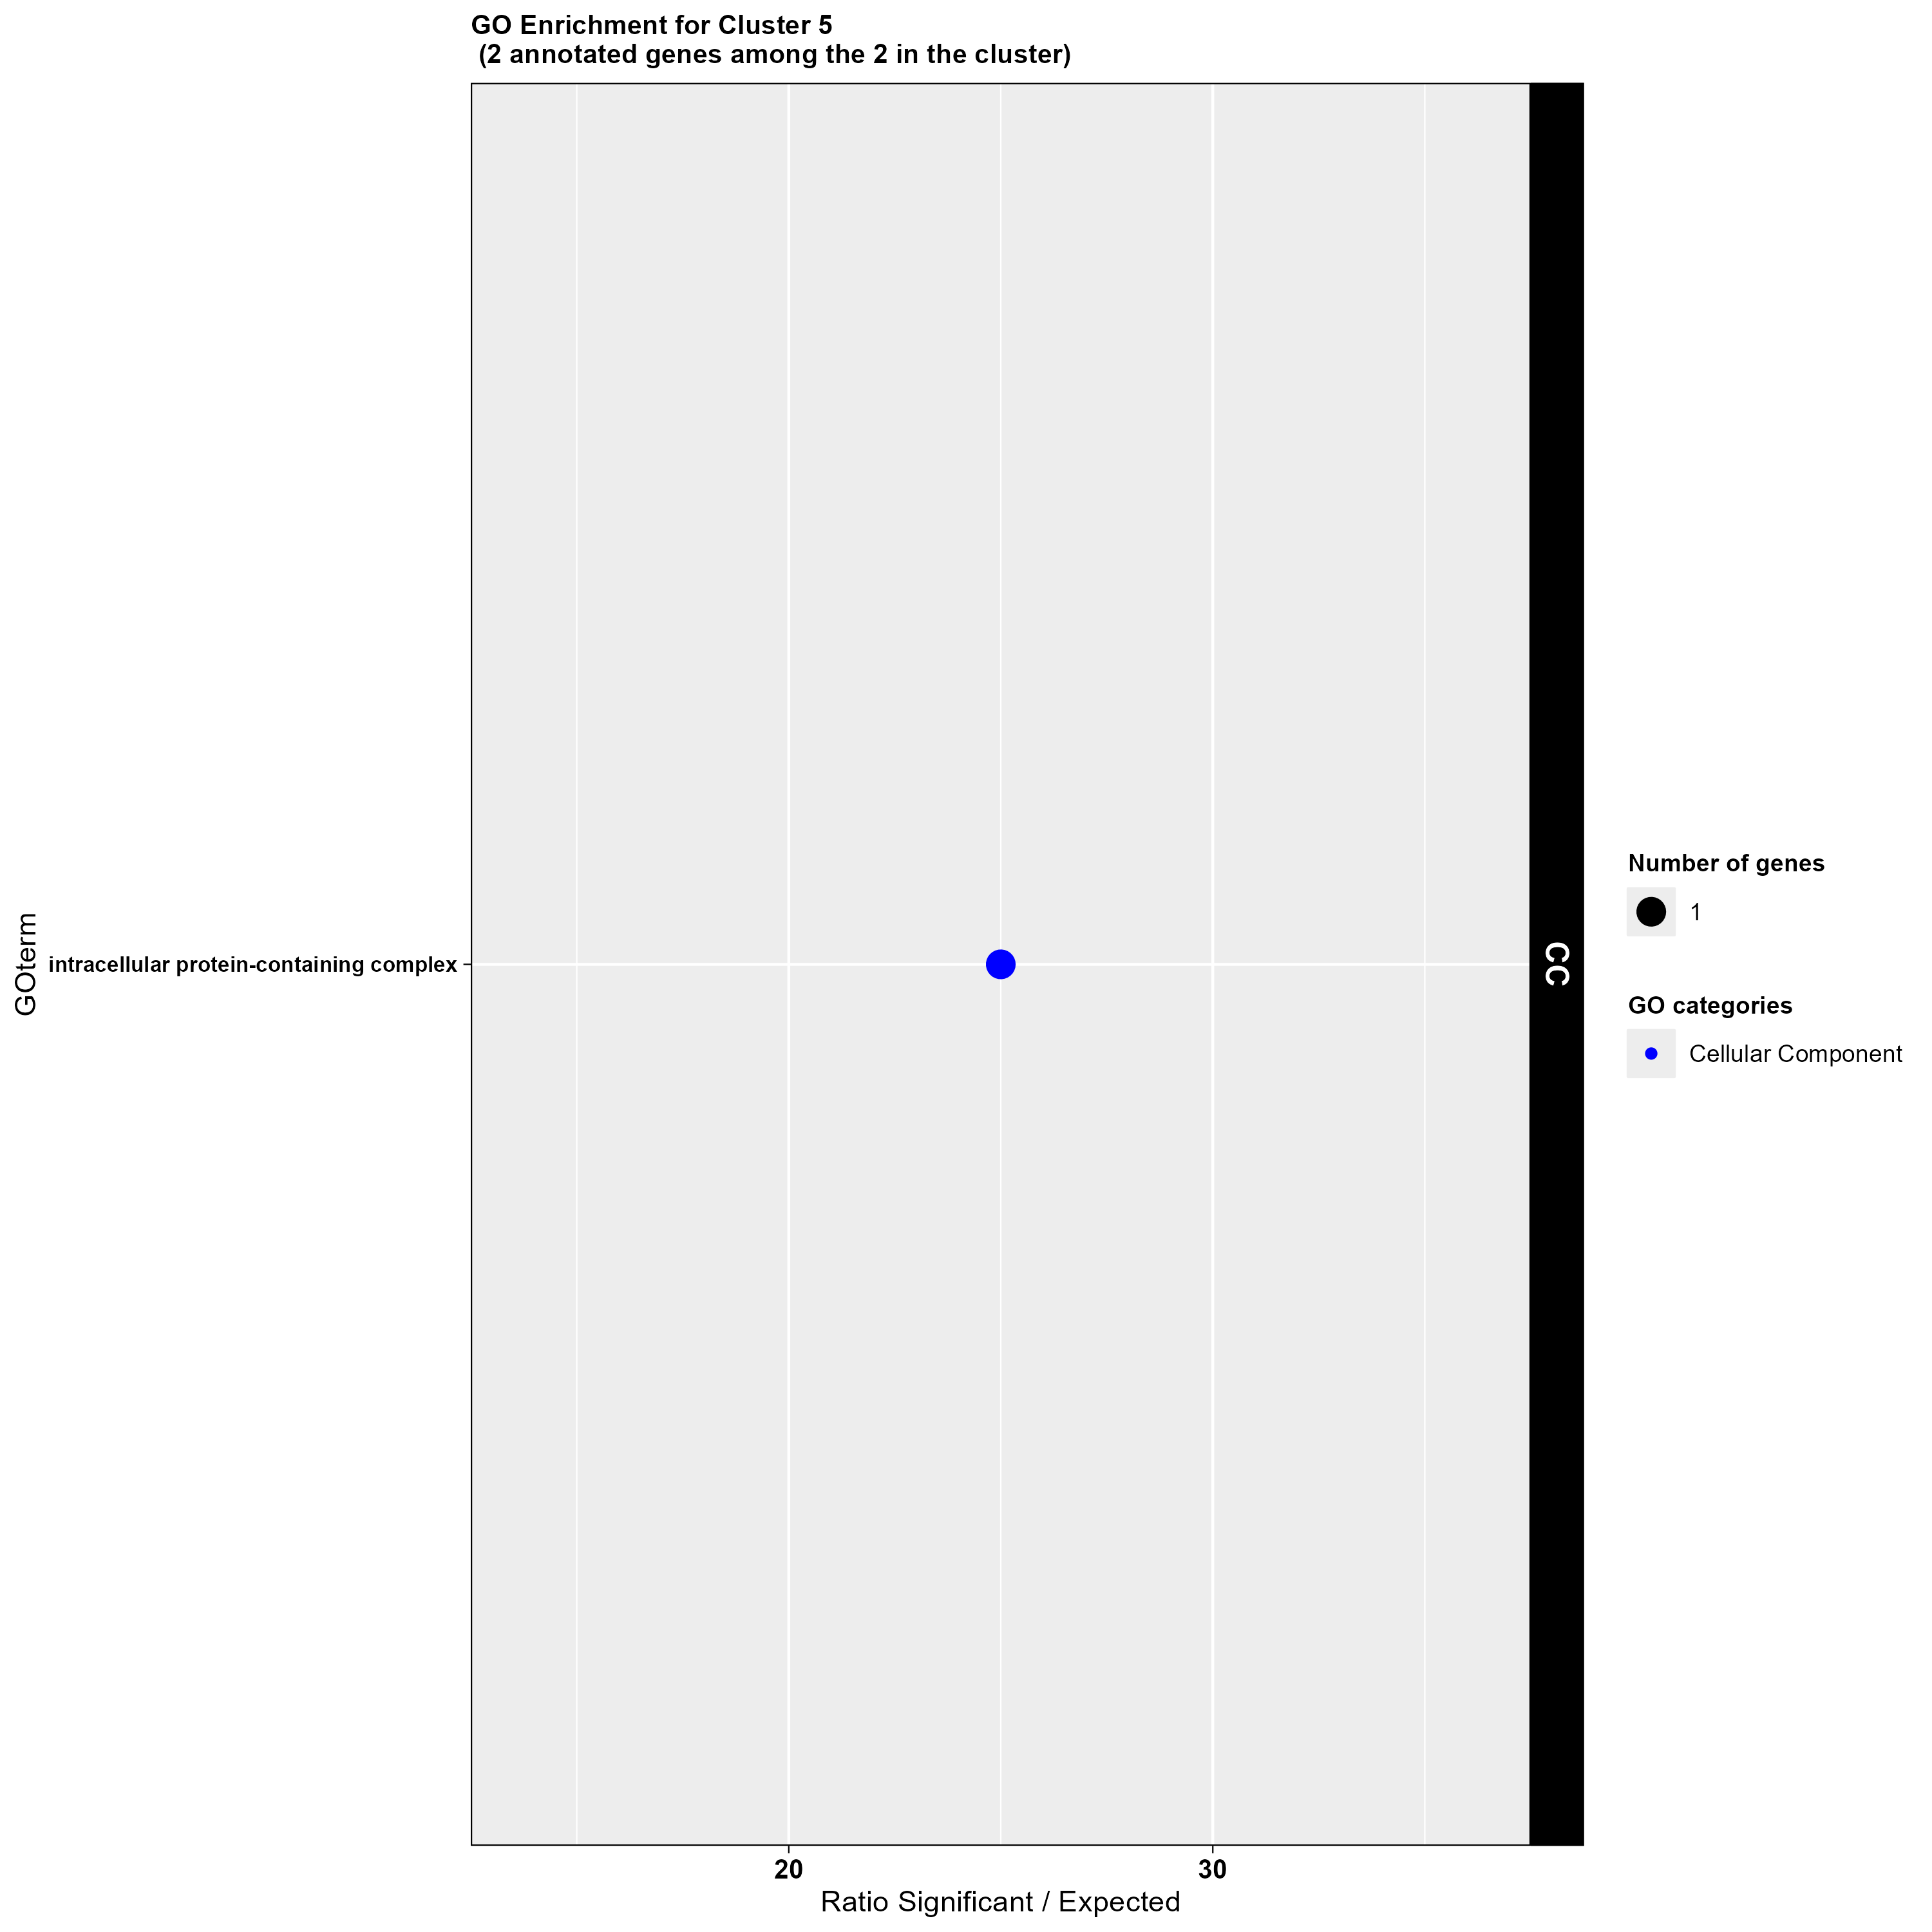 GO Enrichment for Cluster 5
(2 annotated genes among the 2 in the cluster)
GOterm
intracellular protein-containing complex
CC
20
30
Ratio Significant / Expected
Number of genes
1
GO categories
Cellular Component